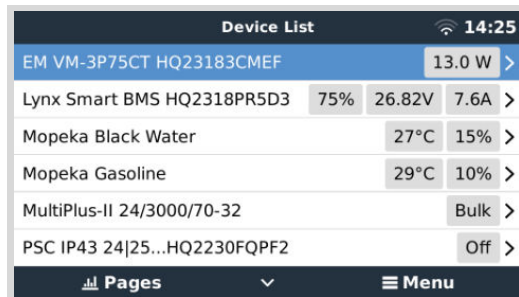 Device List 14:25
EM VM-3P75CT HQ23183CMEF 13.0 W
Lynx Smart BMS HQ2318PR5D3 75% 26.82V 7.6A
Mopeka Black Water 27°C 15%
Mopeka Gasoline 29°C 10%
MultiPlus-II 24/3000/70-32 Bulk
PSC IP43 24|25...HQ2230FQPF2 Off
Pages Menu